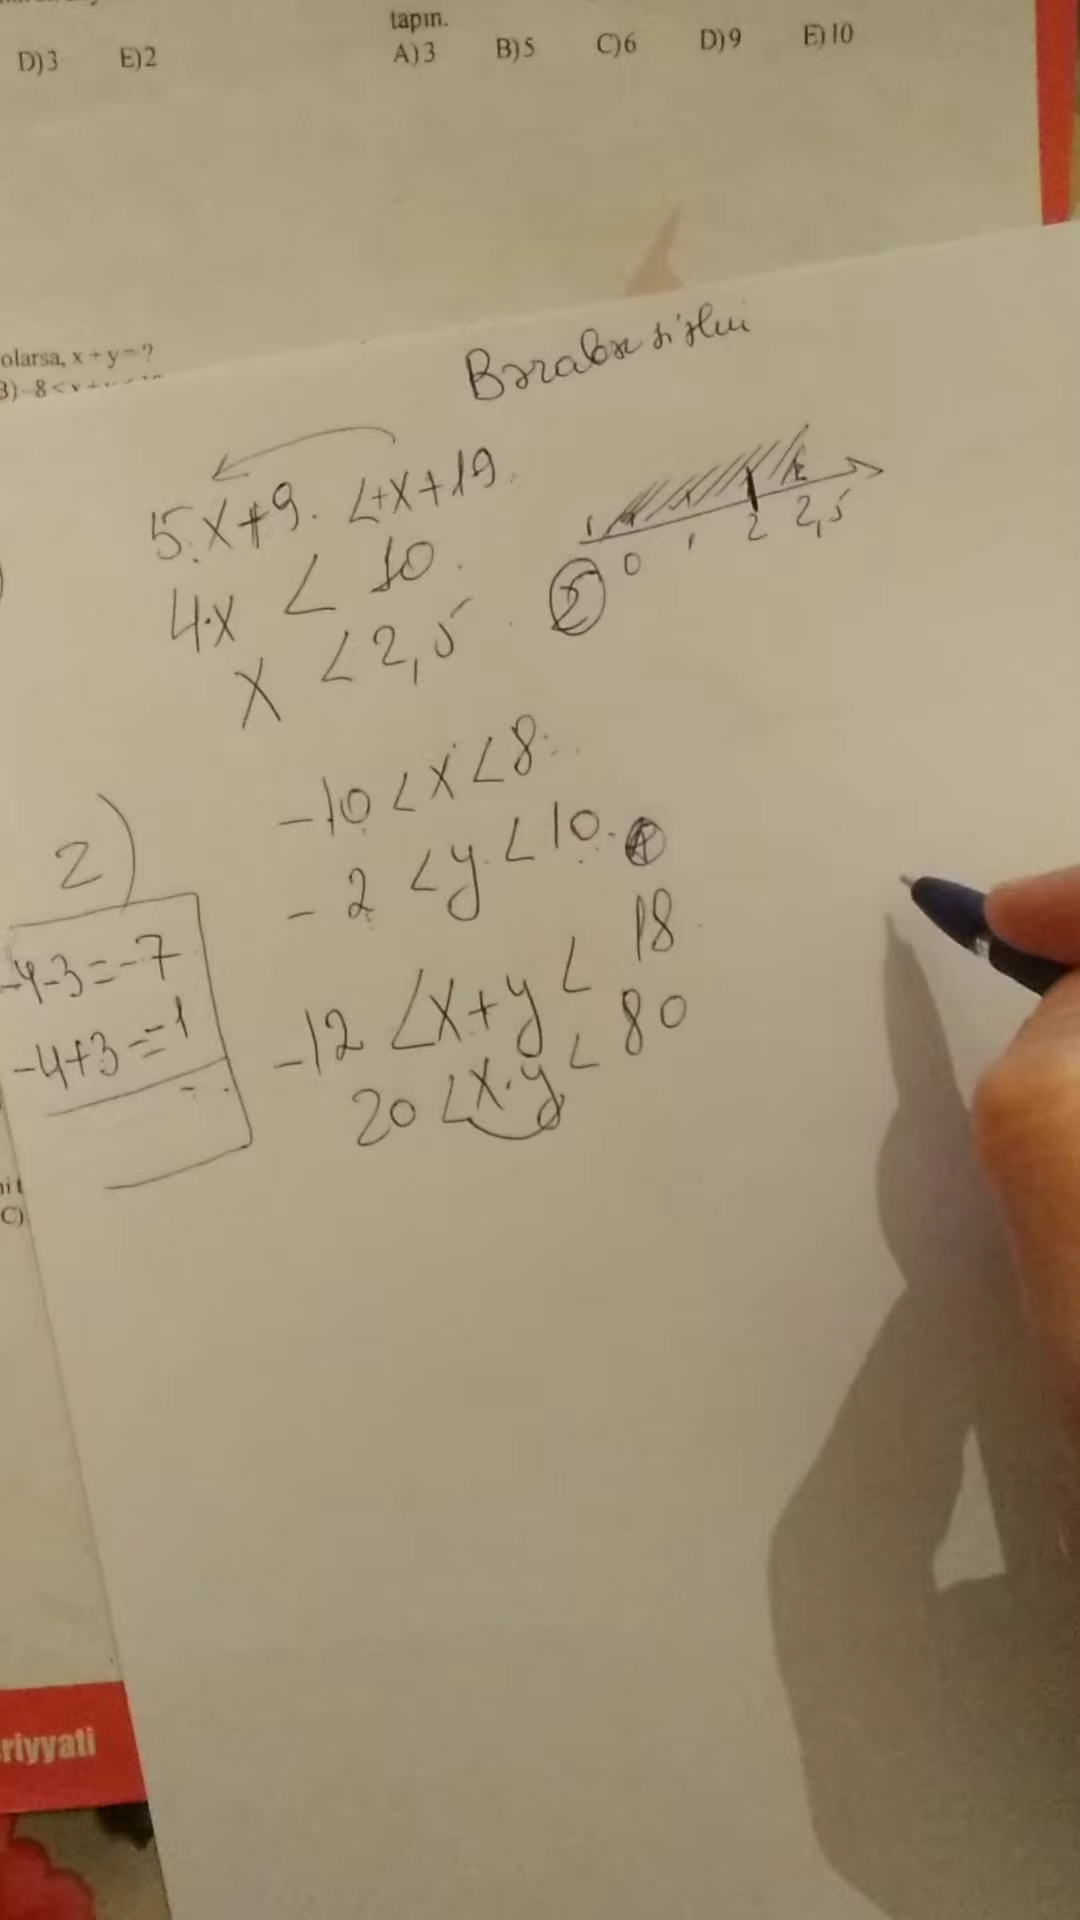 tapın.
D)3 E)2
A)3 B)5 C)6 D)9 E)10
olarsa, x + y = ?
B) -8 < x +
5.x+9. <+x+19.
4.x < 10.
x < 2,5
0 1 2 2,5
-10 < x < 8
2)
-2 < y < 10.
-4-3=-7
-4+3=-1
-12 < x+y < 18
20 < x.y < 80
C)
riyyati